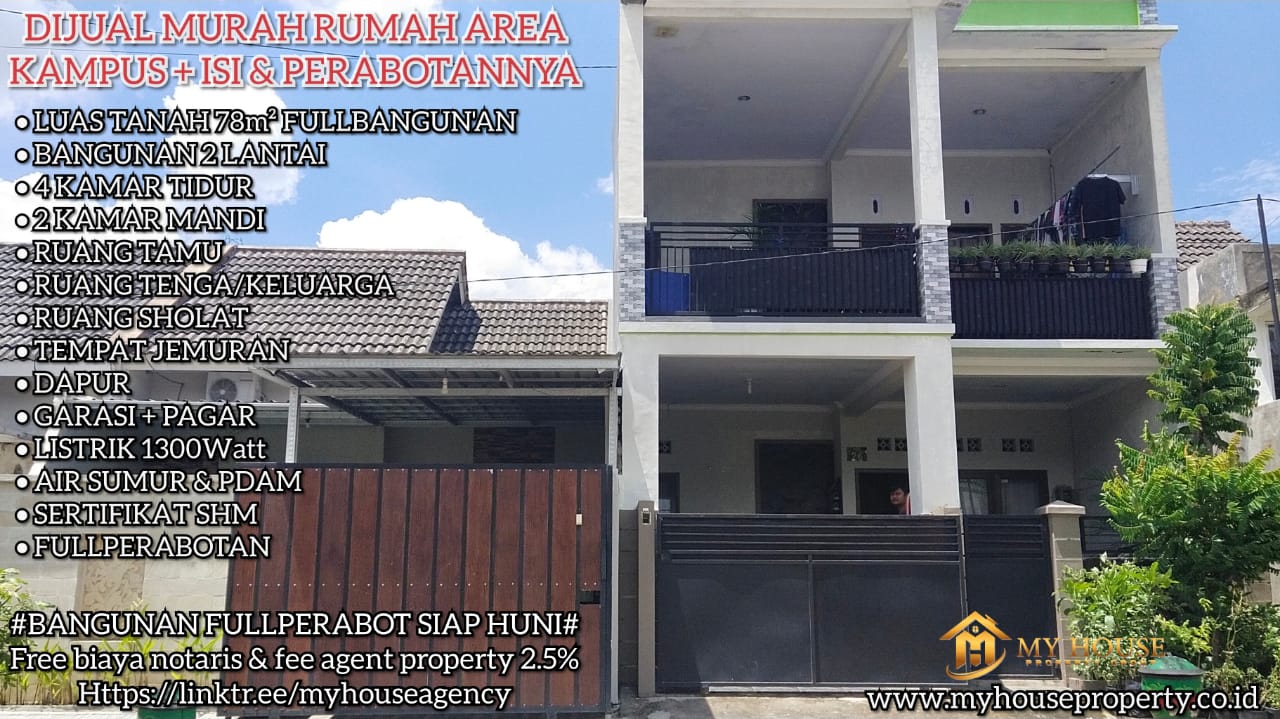 DIJUAL MURAH RUMAH AREA
KAMPUS + ISI & PERABOTANNYA
• LUAS TANAH 78m² FULLBANGUN'AN
• BANGUNAN 2 LANTAI
• 4 KAMAR TIDUR
• 2 KAMAR MANDI
• RUANG TAMU
• RUANG TENGA/KELUARGA
• RUANG SHOLAT
• TEMPAT JEMURAN
• DAPUR
• GARASI + PAGAR
• LISTRIK 1300Watt
• AIR SUMUR & PDAM
• SERTIFIKAT SHM
• FULLPERABOTAN
#BANGUNAN FULLPERABOT SIAP HUNI#
Free biaya notaris & fee agent property 2.5%
Https://linktr.ee/myhouseagency
MY HOUSE
www.myhouseproperty.co.id